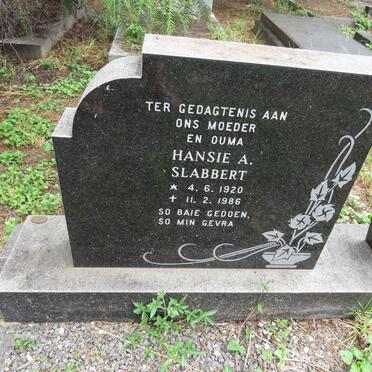 TER GEDAGTENIS AAN
ONS MOEDER
EN OUMA
HANSIE A.
SLABBERT
* 4. 6. 1920
+ 11. 2. 1986
SO BAIE GEDOEN,
SO MIN GEVRA